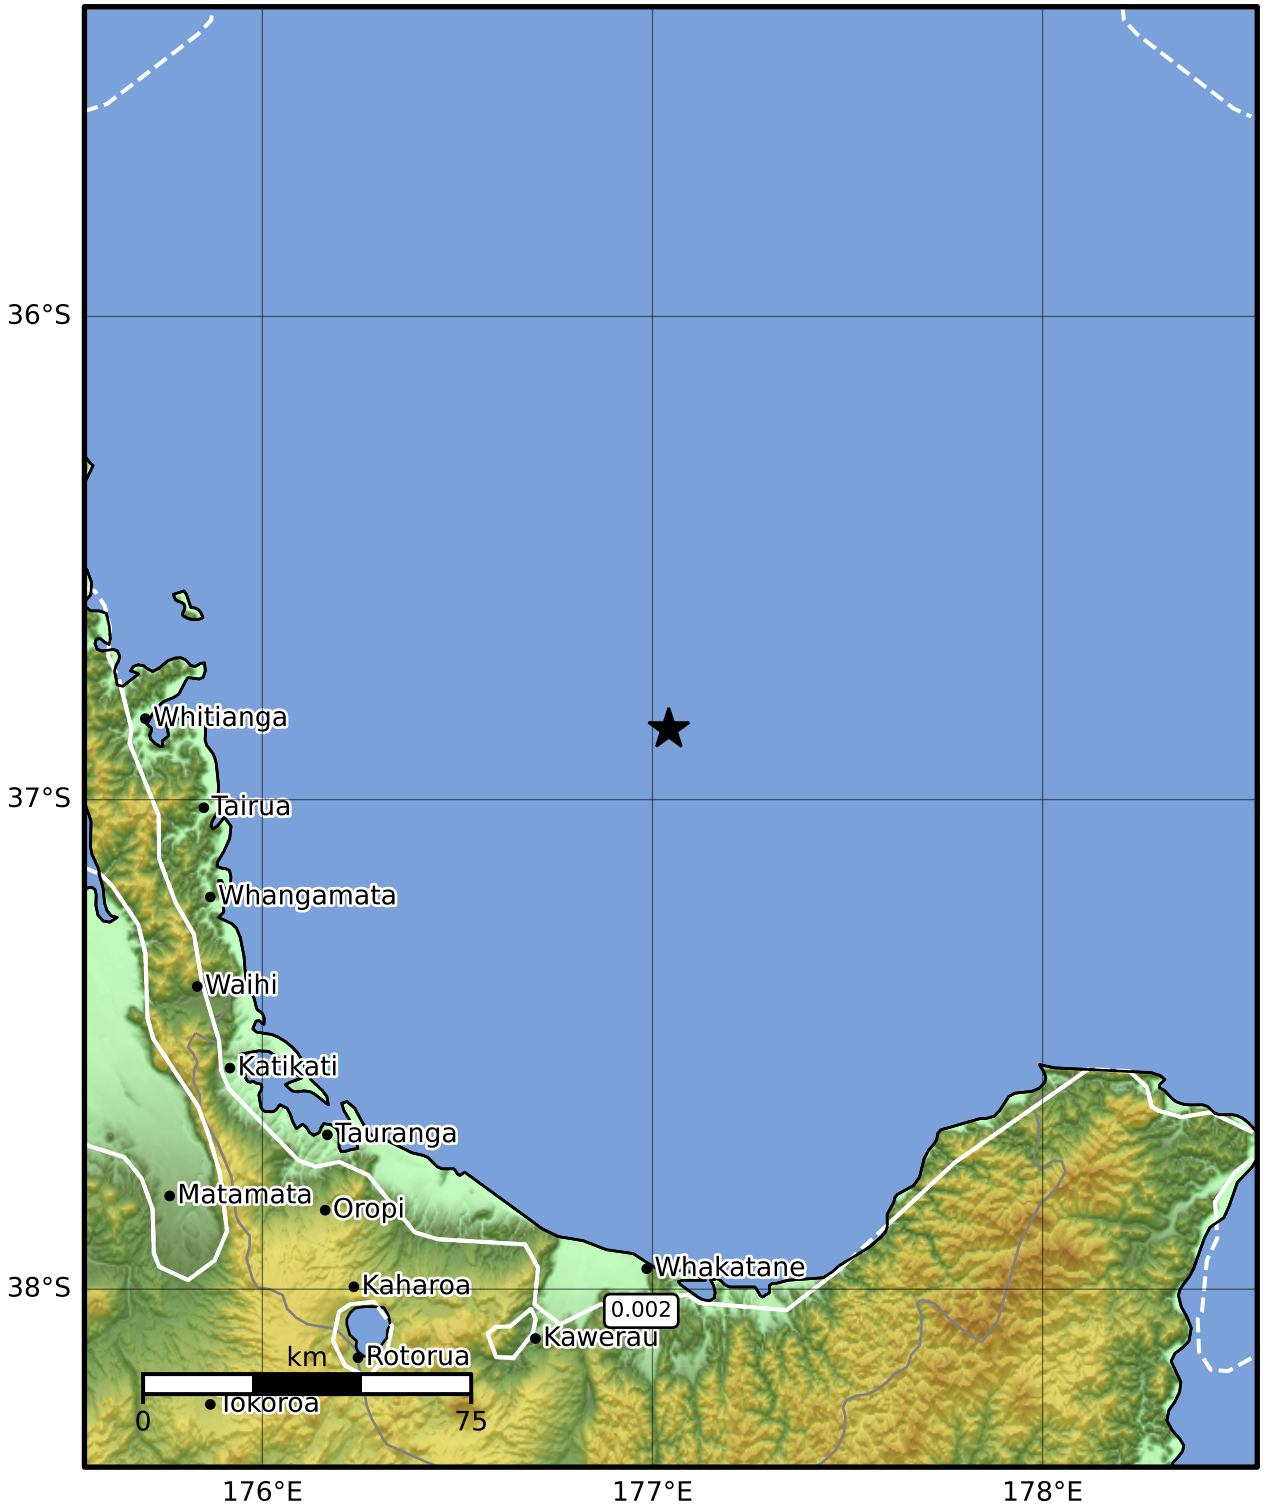 36°S
Whitianga
37°S
Tairua
Whangamata
Waihi
Katikati
Tauranga
Matamata
Oropi
Whakatane
38°S
Kaharoa
0.002
Kawerau
km
Rotorua
Tokoroa
0 75
176°E 177°E 178°E